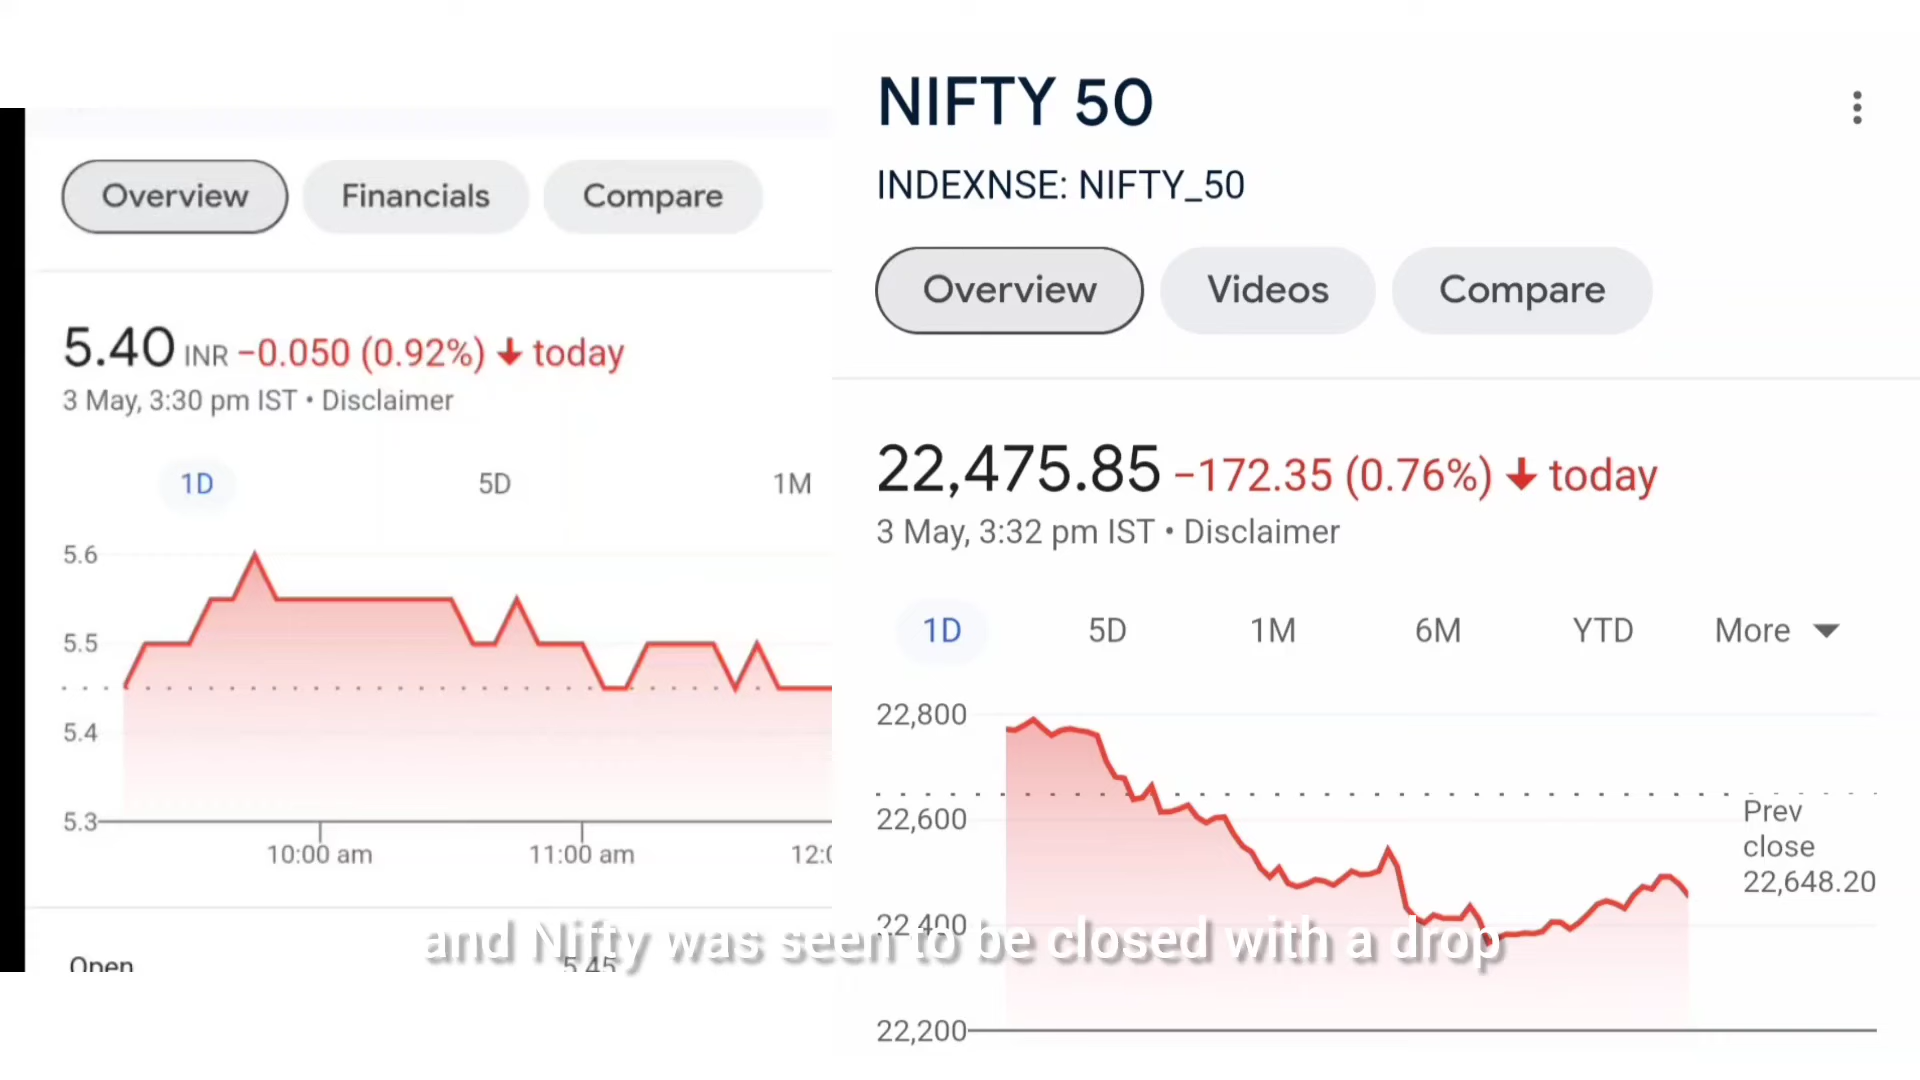 Overview Financials Compare
5.40 INR −0.050 (0.92%) today
3 May, 3:30 pm IST • Disclaimer
1D 5D 1M
5.6
5.5
5.4
5.3
10:00 am 11:00 am 12:0
Open 5.45
NIFTY 50
INDEXNSE: NIFTY_50
Overview Videos Compare
22,475.85 −172.35 (0.76%) today
3 May, 3:32 pm IST • Disclaimer
1D 5D 1M 6M YTD More
22,800
22,600
22,400
22,200
Prev
close
22,648.20
and Nifty was seen to be closed with a drop